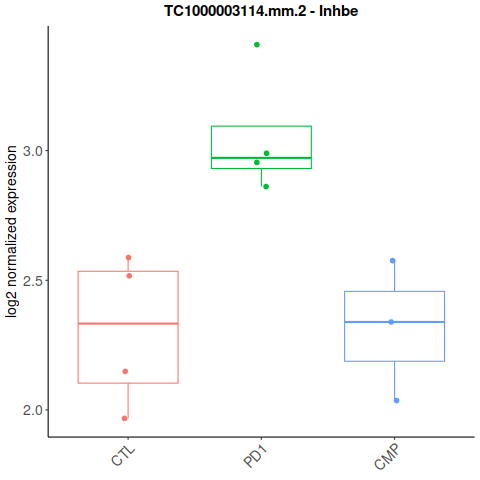 TC1000003114.mm.2 - Inhbe
log2 normalized expression
3.0
2.5
2.0
CTL
PD1
CMP